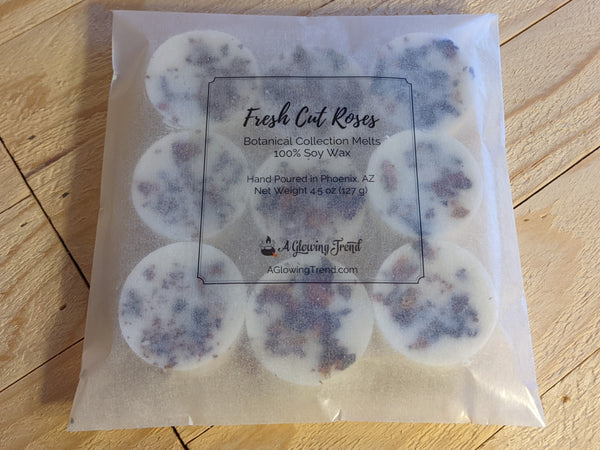 Fresh Cut Roses
Botanical Collection Melts
100% Soy Wax
Hand Poured in Phoenix, AZ
Net Weight 4.5 oz (127 g)
A Glowing Trend
AGlowingTrend.com